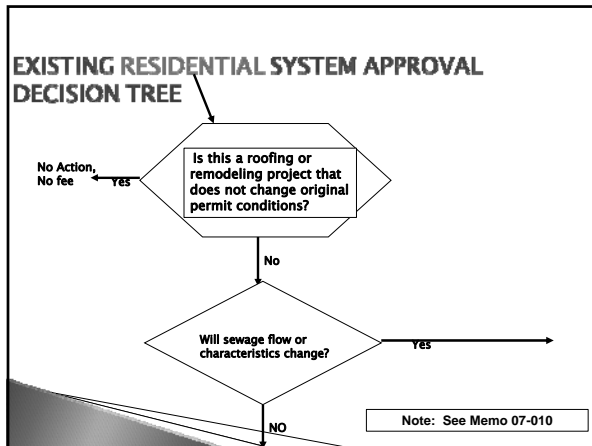 EXISTING RESIDENTIAL SYSTEM APPROVAL
DECISION TREE
Is this a roofing or
remodeling project that
does not change original
permit conditions?
No Action,
No fee
Yes
No
Will sewage flow or
characteristics change?
Yes
NO
Note: See Memo 07-010